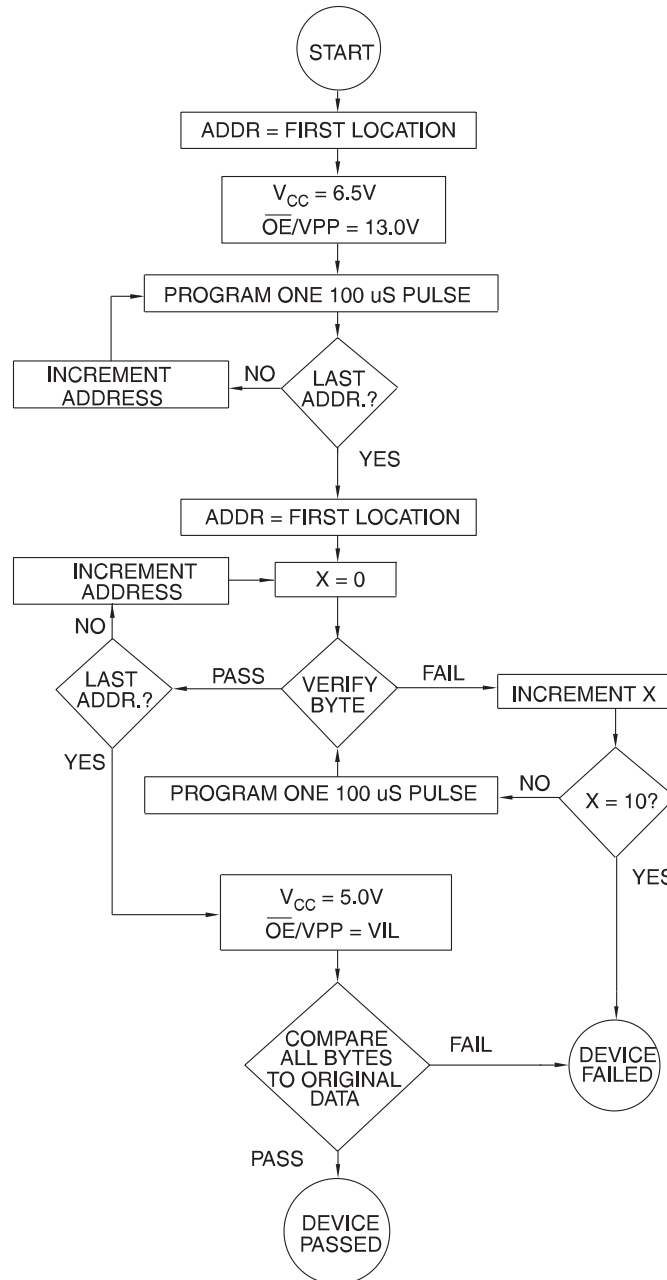 START
ADDR = FIRST LOCATION
VCC = 6.5V
OE/VPP = 13.0V
PROGRAM ONE 100 uS PULSE
INCREMENT
ADDRESS
NO
LAST
ADDR.?
YES
ADDR = FIRST LOCATION
INCREMENT
ADDRESS
X = 0
NO
LAST
ADDR.?
PASS
VERIFY
BYTE
FAIL
INCREMENT X
YES
PROGRAM ONE 100 uS PULSE
NO
X = 10?
YES
VCC = 5.0V
OE/VPP = VIL
COMPARE
ALL BYTES
TO ORIGINAL
DATA
FAIL
DEVICE
FAILED
PASS
DEVICE
PASSED